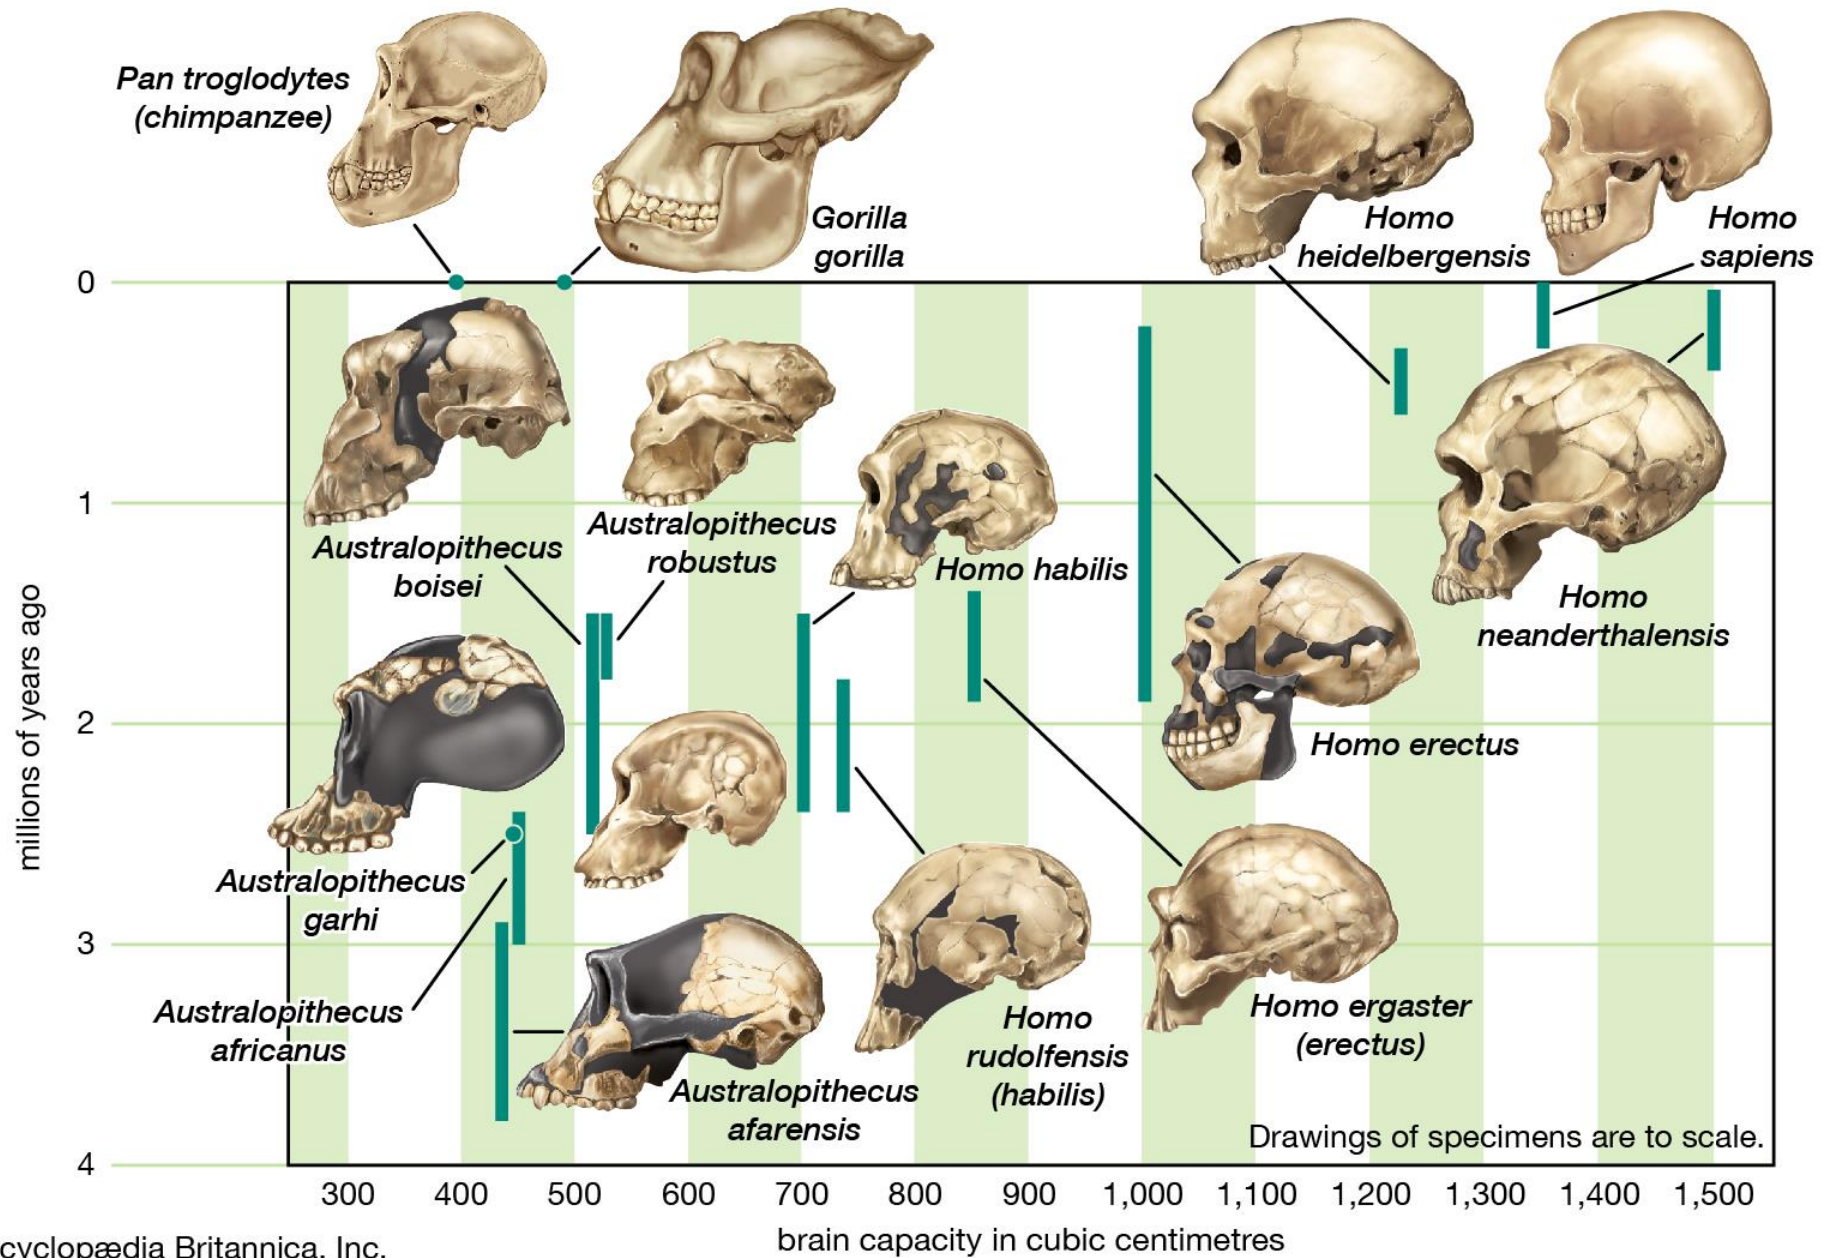 Pan troglodytes
(chimpanzee)
Gorilla
gorilla
Homo
heidelbergensis
Homo
sapiens
0
1
2
3
4
millions of years ago
Australopithecus
boisei
Australopithecus
robustus
Homo habilis
Homo
neanderthalensis
Homo erectus
Australopithecus
garhi
Australopithecus
africanus
Australopithecus
afarensis
Homo
rudolfensis
(habilis)
Homo ergaster
(erectus)
Drawings of specimens are to scale.
300 400 500 600 700 800 900 1,000 1,100 1,200 1,300 1,400 1,500
brain capacity in cubic centimetres
cyclopædia Britannica, Inc.